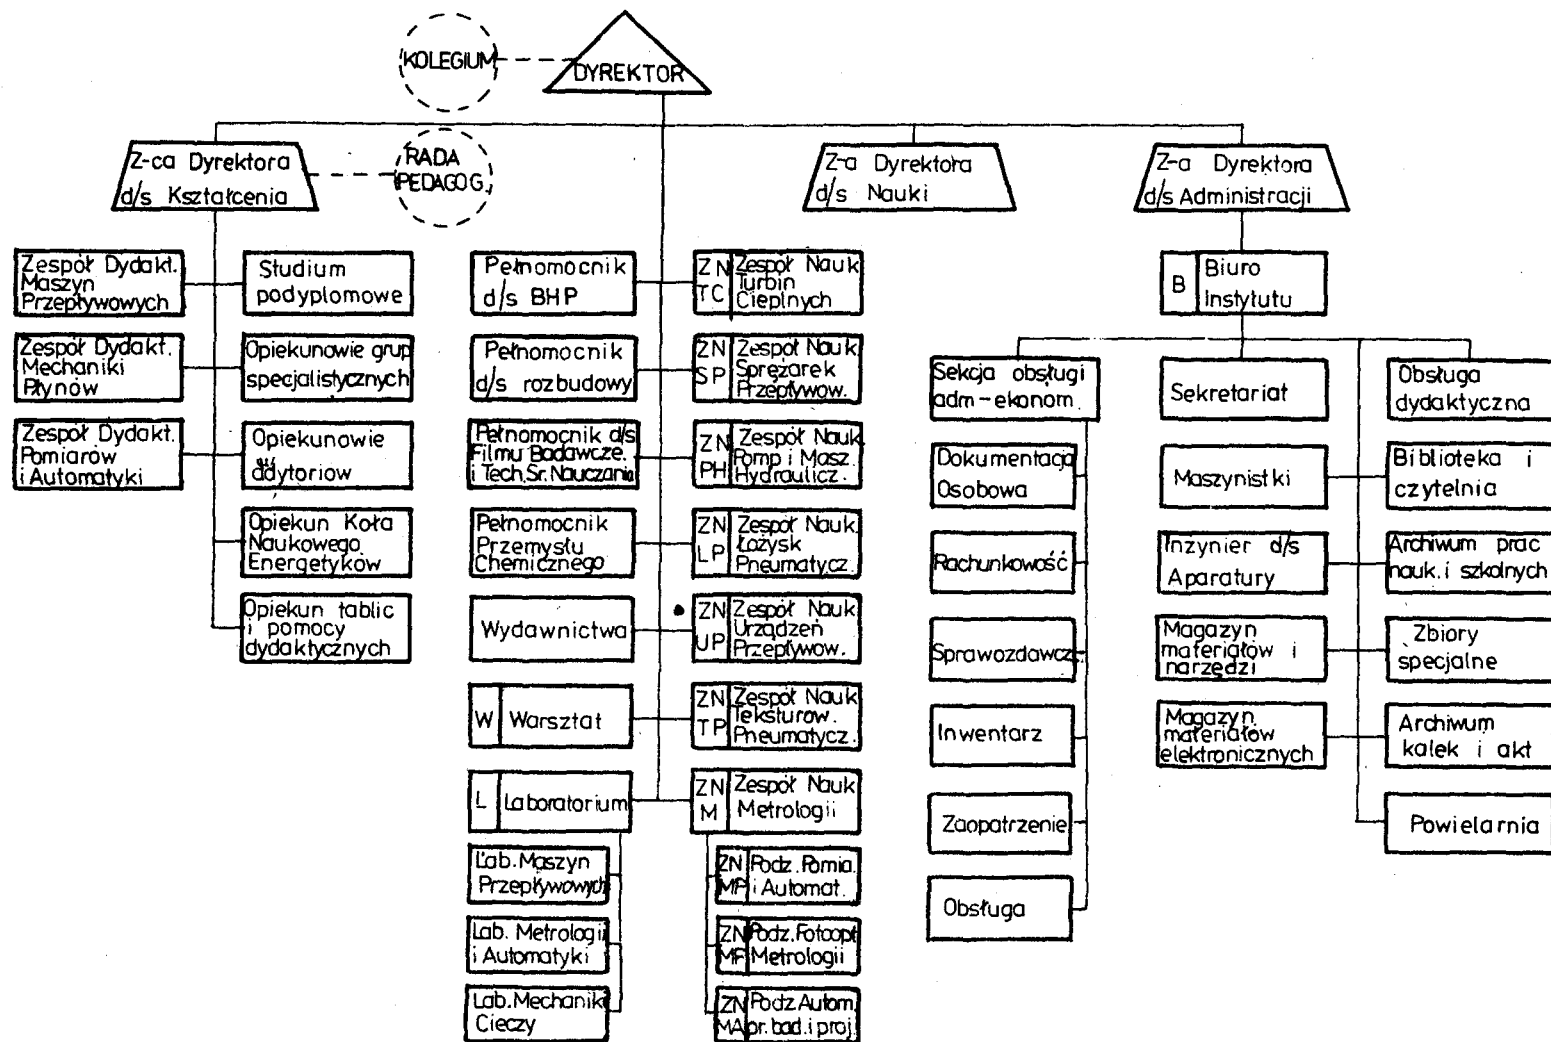 KOLEGIUM
DYREKTOR
Z-ca Dyrektora
d/s Kształcenia
RADA
PEDAGOG.
Z-a Dyrektora
d/s Nauki
Z-a Dyrektora
d/s Administracji
Zespół Dydakt.
Maszyn
Przepływowych
Studium
podyplomowe
Zespół Dydakt.
Mechaniki
Płynów
Opiekunowie grup
specjalistycznych
Zespół Dydakt.
Pomiarów
i Automatyki
Opiekunowie
Opiekun Koła
Naukowego
Energetyków
Opiekun tablic
i pomocy
dydaktycznych
Pełnomocnik
d/s BHP
Pełnomocnik
d/s rozbudowy
Pełnomocnik d/s
Filmu Badawcze.
i Tech. Śr. Nauczania
Pełnomocnik
Przemysłu
Chemicznego
Wydawnictwa
W Warsztat
L Laboratorium
Lab. Maszyn
Przepływowych
Lab. Metrologii
i Automatyki
Lab. Mechanik
Cieczy
ZN Zespół Nauk
TC Turbin
Cieplnych
ZN Zespół Nauk
SP Sprężarek
Przepływow.
ZN Zespół Nauk
PH Pomp i Masz.
Hydraulicz.
ZN Zespół Nauk.
LP Łożysk
Pneumatycz.
ZN Zespół Nauk
UP Urządzeń
Przepływow.
ZN Zespół Nauk
TP Teksturow.
Pneumatycz.
ZN Zespół Nauk
M Metrologii
ZN Podz. Pomia.
MP i Automat.
ZN Podz. Fotoopt
MF Metrologii
ZN Podz. Autom.
MA pr. bad. i proj.
B Biuro
Instytutu
Sekcja obsługi
adm-ekonom.
Dokumentacja
Osobowa
Rachunkowość
Sprawozdawcz.
Inwentarz
Zaopatrzenie
Obsługa
Sekretariat
Maszynistki
Inżynier d/s
Aparatury
Magazyn
materiałów i
narzędzi
Magazyn
materiałów
elektronicznych
Obsługa
dydaktyczna
Biblioteka i
czytelnia
Archiwum prac
nauk. i szkolnych
Zbiory
specjalne
Archiwum
kalek i akt
Powielarnia